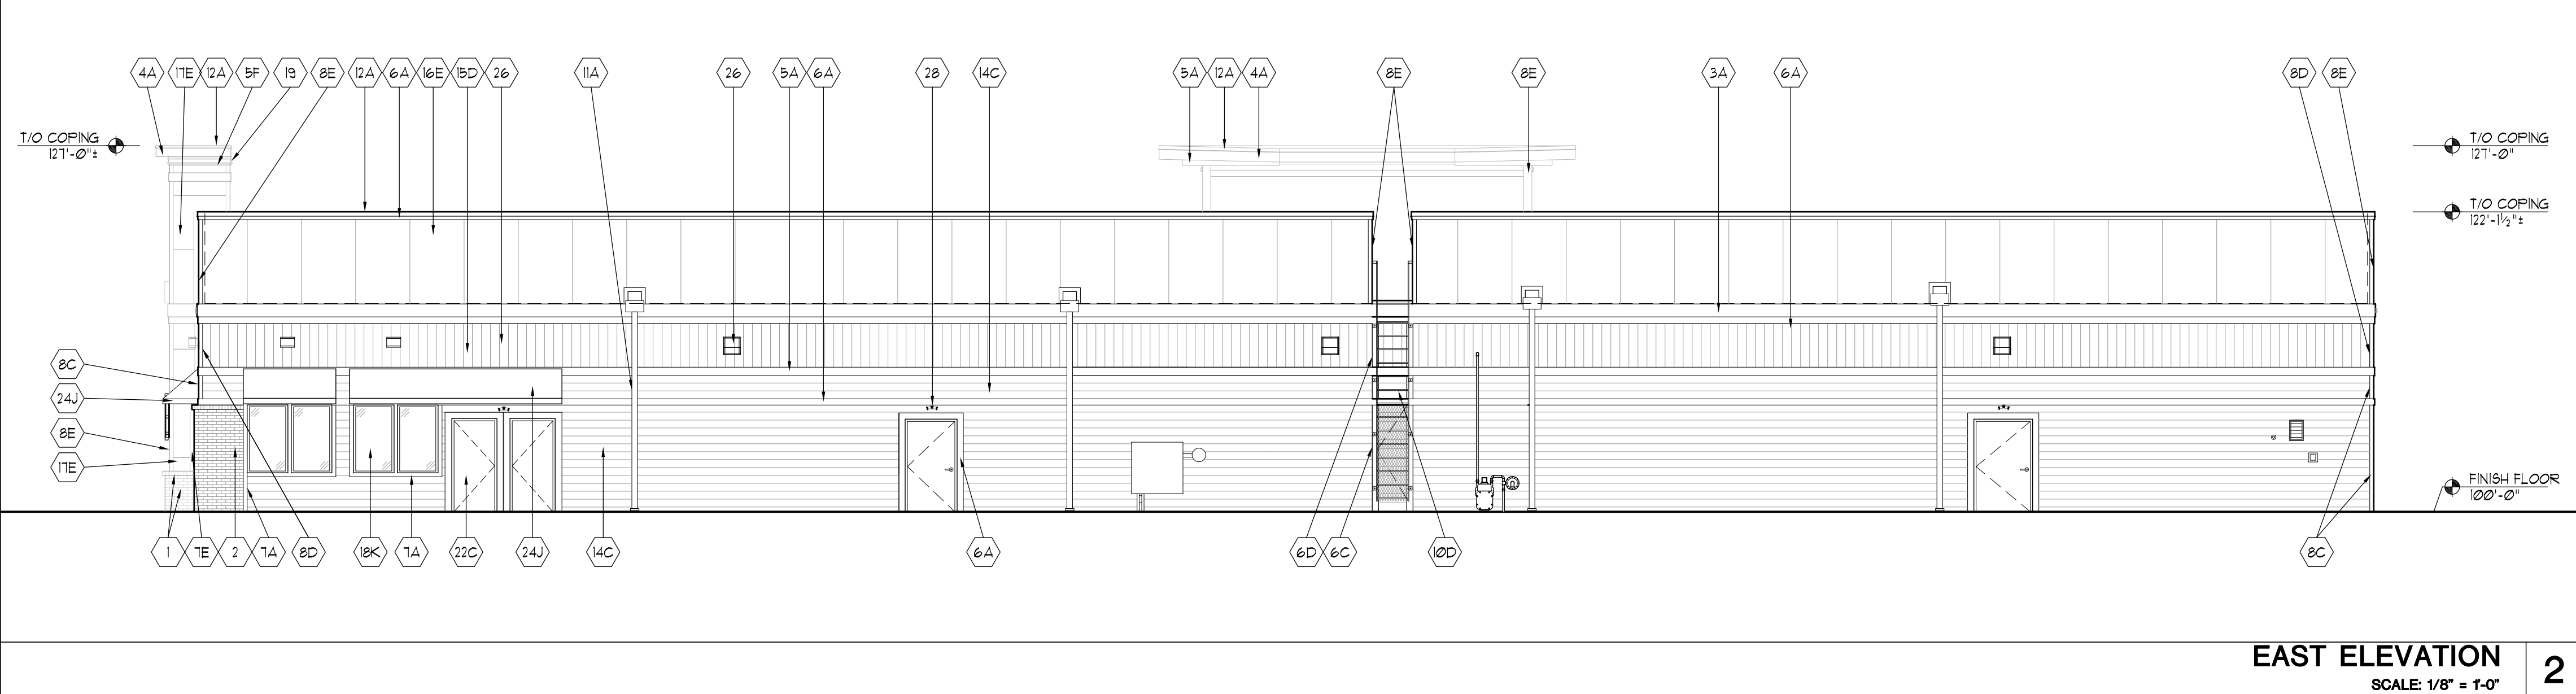 4A 17E 12A 5F 19 8E 12A 6A 16E 15D 26 11A 26 5A 6A 28 14C 5A 12A 4A 8E 8E 3A 6A 8D 8E
T/O COPING
127'-0"±
T/O COPING
127'-0"
T/O COPING
122'-1½"±
8C
24J
8E
17E
FINISH FLOOR
100'-0"
1 7E 2 7A 8D 18K 7A 22C 24J 14C 6A 6D 6C 10D 8C
EAST ELEVATION
SCALE: 1/8" = 1'-0"
2